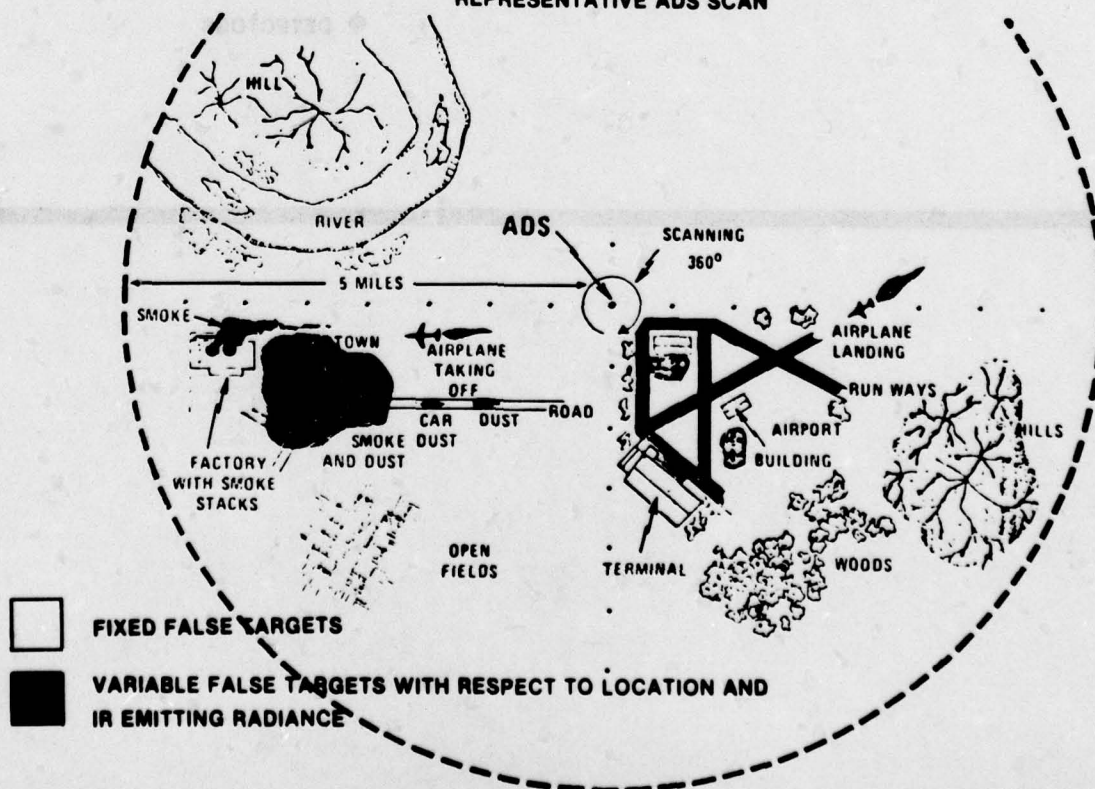 REPRESENTATIVE ADS SCAN
DETECTORS
HILL
RIVER
ADS
SCANNING
360°
5 MILES
SMOKE
TOWN
AIRPLANE
TAKING
OFF
AIRPLANE
LANDING
RUN WAYS
CAR
DUST
DUST
ROAD
SMOKE
AND DUST
AIRPORT
BUILDING
HILLS
FACTORY
WITH SMOKE
STACKS
OPEN
FIELDS
TERMINAL
WOODS
FIXED FALSE TARGETS
VARIABLE FALSE TARGETS WITH RESPECT TO LOCATION AND
IR EMITTING RADIANCE